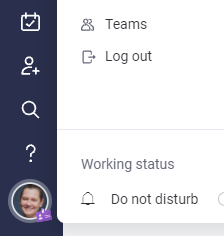 Teams
Log out
Working status
Do not disturb